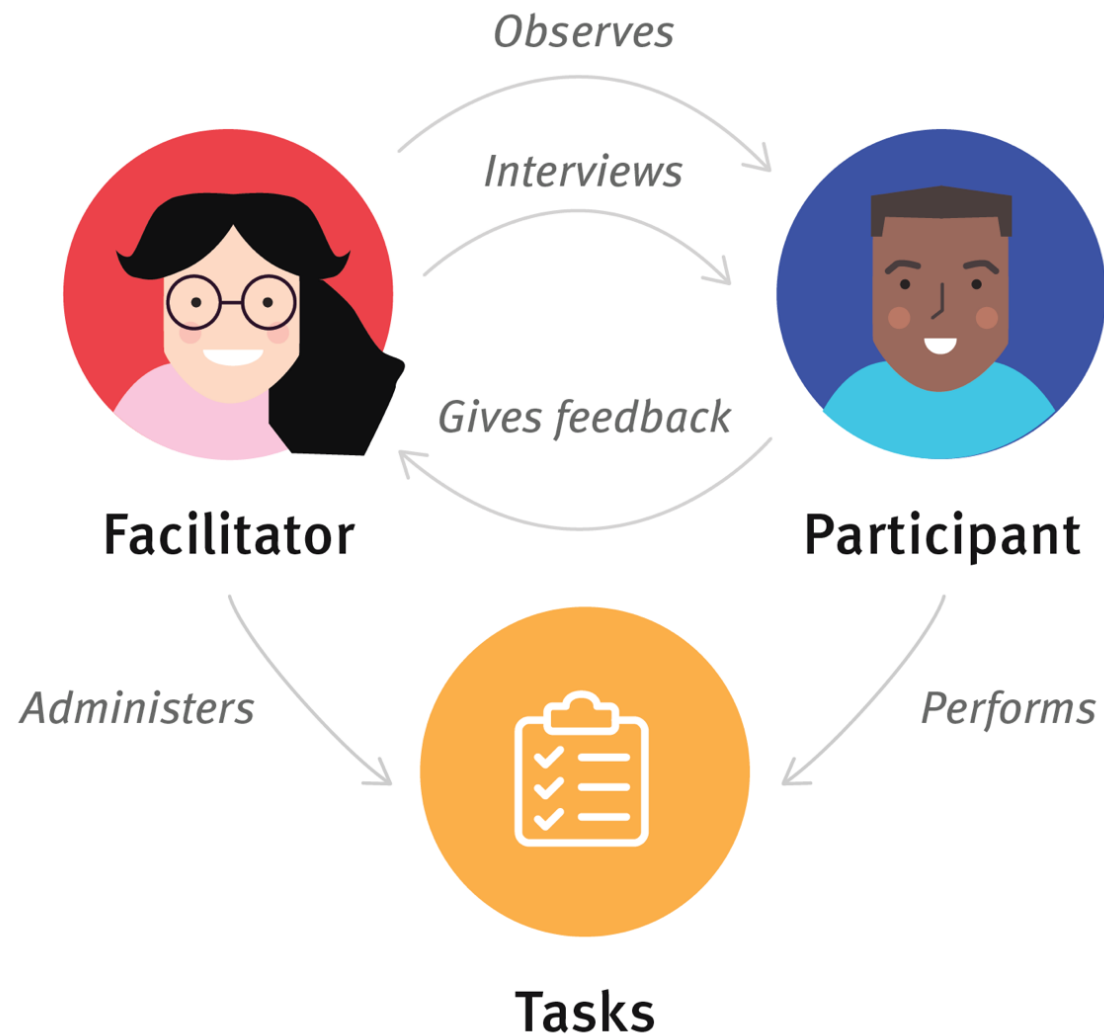 Observes
Interviews
Gives feedback
Facilitator
Participant
Administers
Performs
Tasks